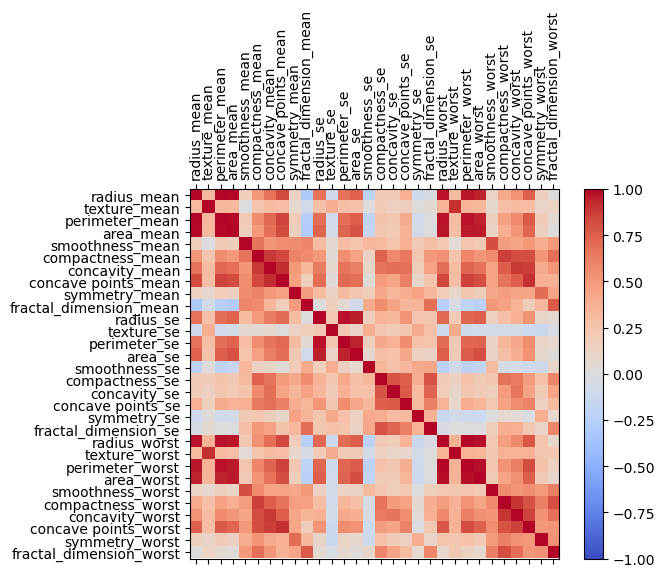 radius_mean
texture_mean
perimeter_mean
area_mean
smoothness_mean
compactness_mean
concavity_mean
concave points_mean
symmetry_mean
fractal_dimension_mean
radius_se
texture_se
perimeter_se
area_se
smoothness_se
compactness_se
concavity_se
concave points_se
symmetry_se
fractal_dimension_se
radius_worst
texture_worst
perimeter_worst
area_worst
smoothness_worst
compactness_worst
concavity_worst
concave points_worst
symmetry_worst
fractal_dimension_worst
radius_mean
texture_mean
perimeter_mean
area_mean
smoothness_mean
compactness_mean
concavity_mean
concave points_mean
symmetry_mean
fractal_dimension_mean
radius_se
texture_se
perimeter_se
area_se
smoothness_se
compactness_se
concavity_se
concave points_se
symmetry_se
fractal_dimension_se
radius_worst
texture_worst
perimeter_worst
area_worst
smoothness_worst
compactness_worst
concavity_worst
concave points_worst
symmetry_worst
fractal_dimension_worst
1.00
0.75
0.50
0.25
0.00
−0.25
−0.50
−0.75
−1.00